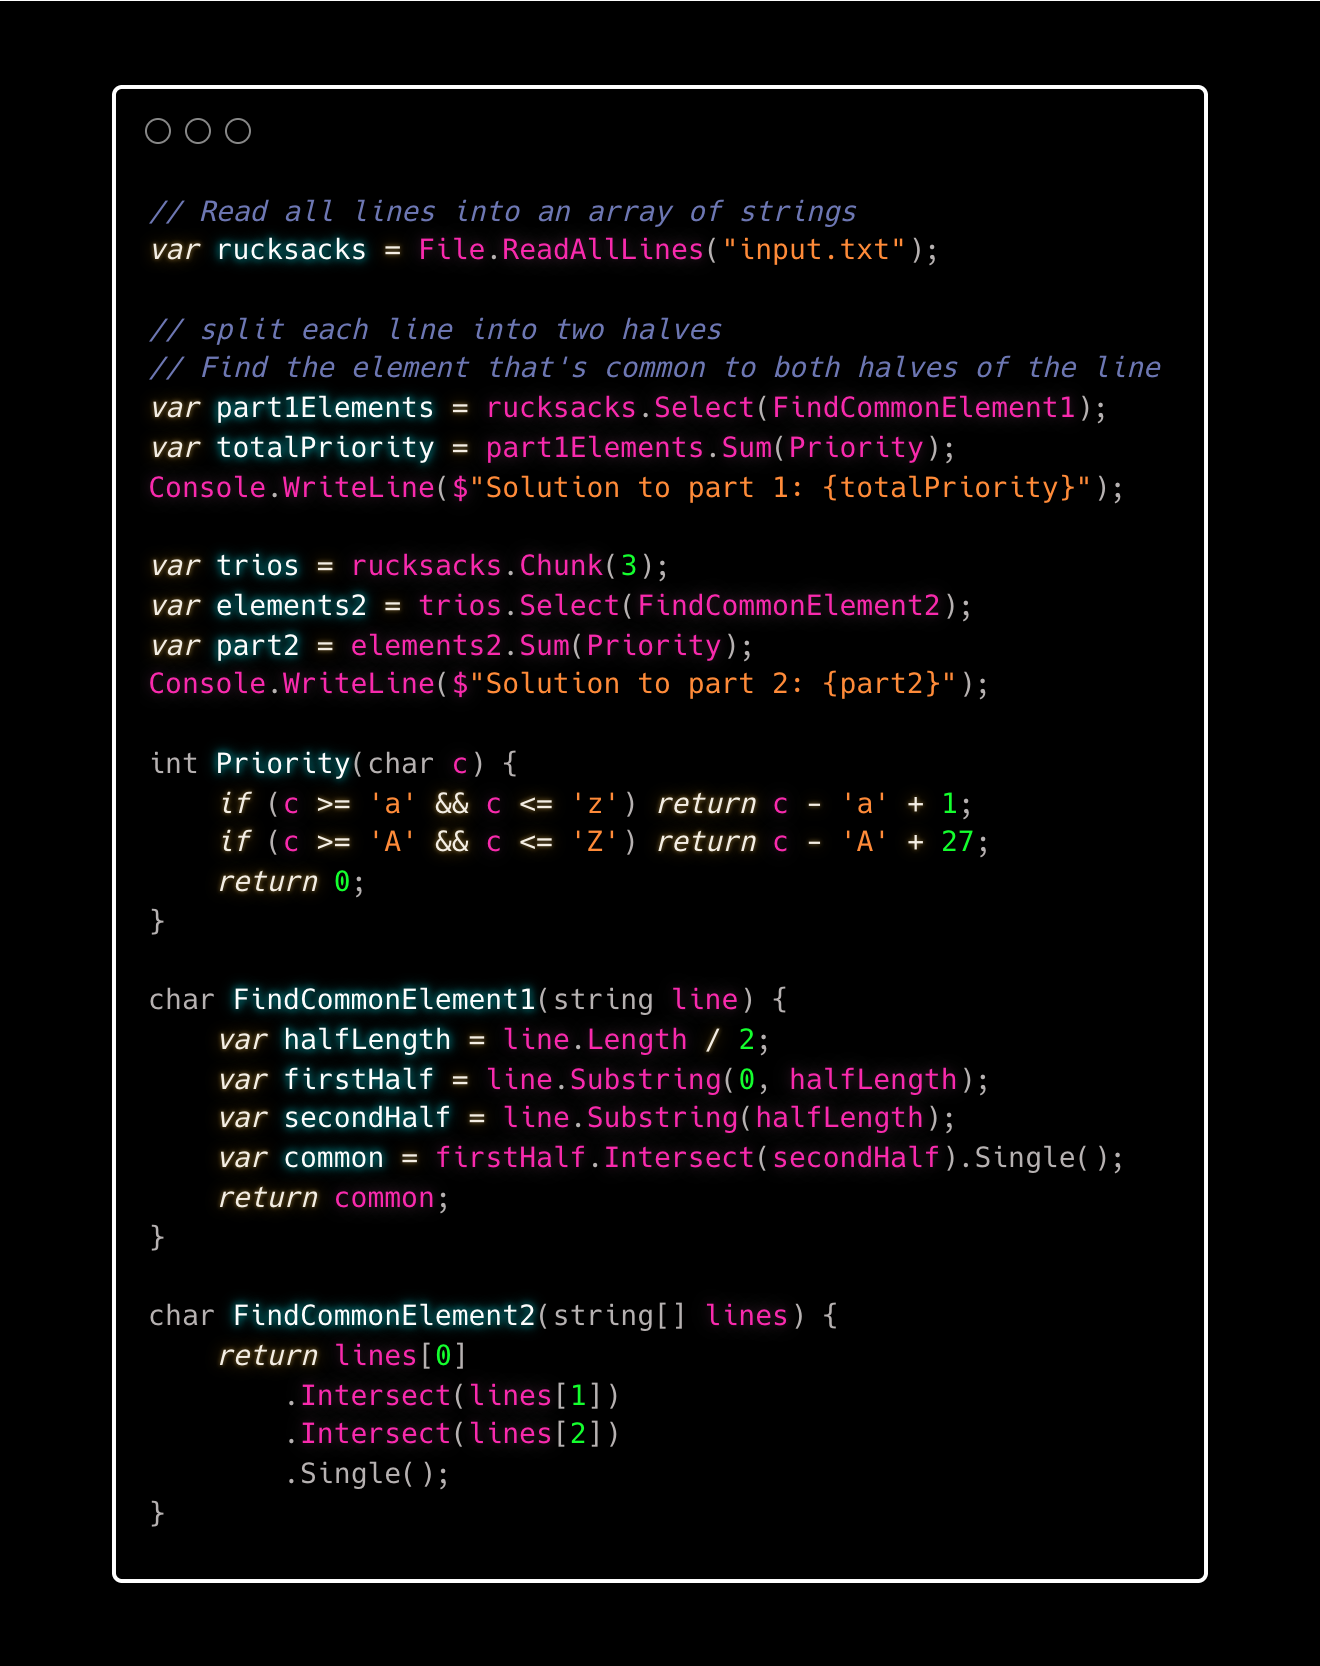 // Read all lines into an array of strings
var rucksacks = File.ReadAllLines("input.txt");

// split each line into two halves
// Find the element that's common to both halves of the line
var part1Elements = rucksacks.Select(FindCommonElement1);
var totalPriority = part1Elements.Sum(Priority);
Console.WriteLine($"Solution to part 1: {totalPriority}");

var trios = rucksacks.Chunk(3);
var elements2 = trios.Select(FindCommonElement2);
var part2 = elements2.Sum(Priority);
Console.WriteLine($"Solution to part 2: {part2}");

int Priority(char c) {
    if (c >= 'a' && c <= 'z') return c - 'a' + 1;
    if (c >= 'A' && c <= 'Z') return c - 'A' + 27;
    return 0;
}

char FindCommonElement1(string line) {
    var halfLength = line.Length / 2;
    var firstHalf = line.Substring(0, halfLength);
    var secondHalf = line.Substring(halfLength);
    var common = firstHalf.Intersect(secondHalf).Single();
    return common;
}

char FindCommonElement2(string[] lines) {
    return lines[0]
        .Intersect(lines[1])
        .Intersect(lines[2])
        .Single();
}